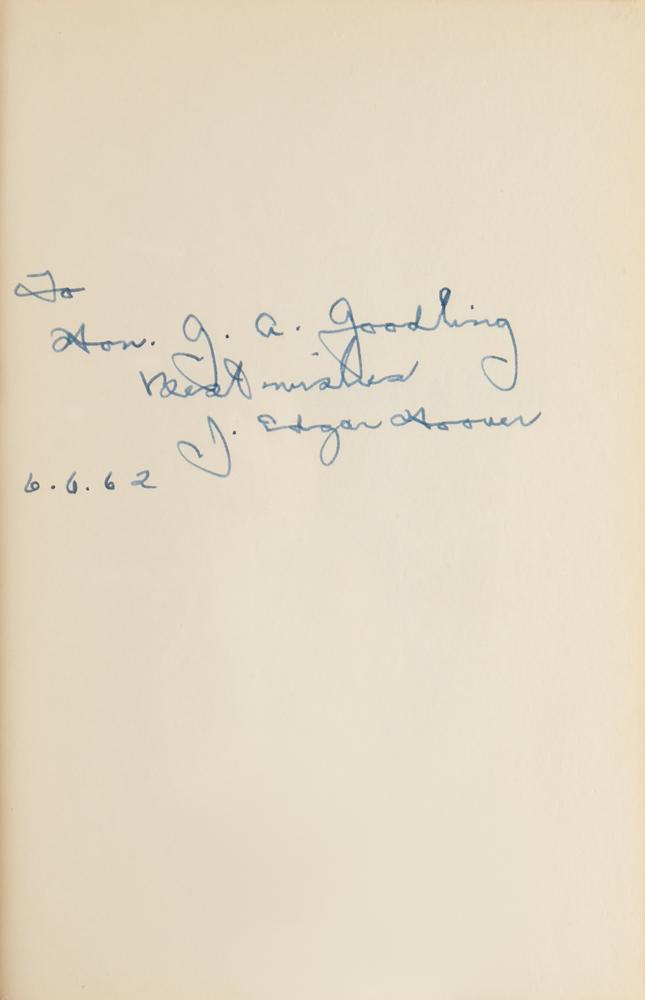 To
Hon. G. A. Goodling
Best wishes
J. Edgar Hoover
6.6.62